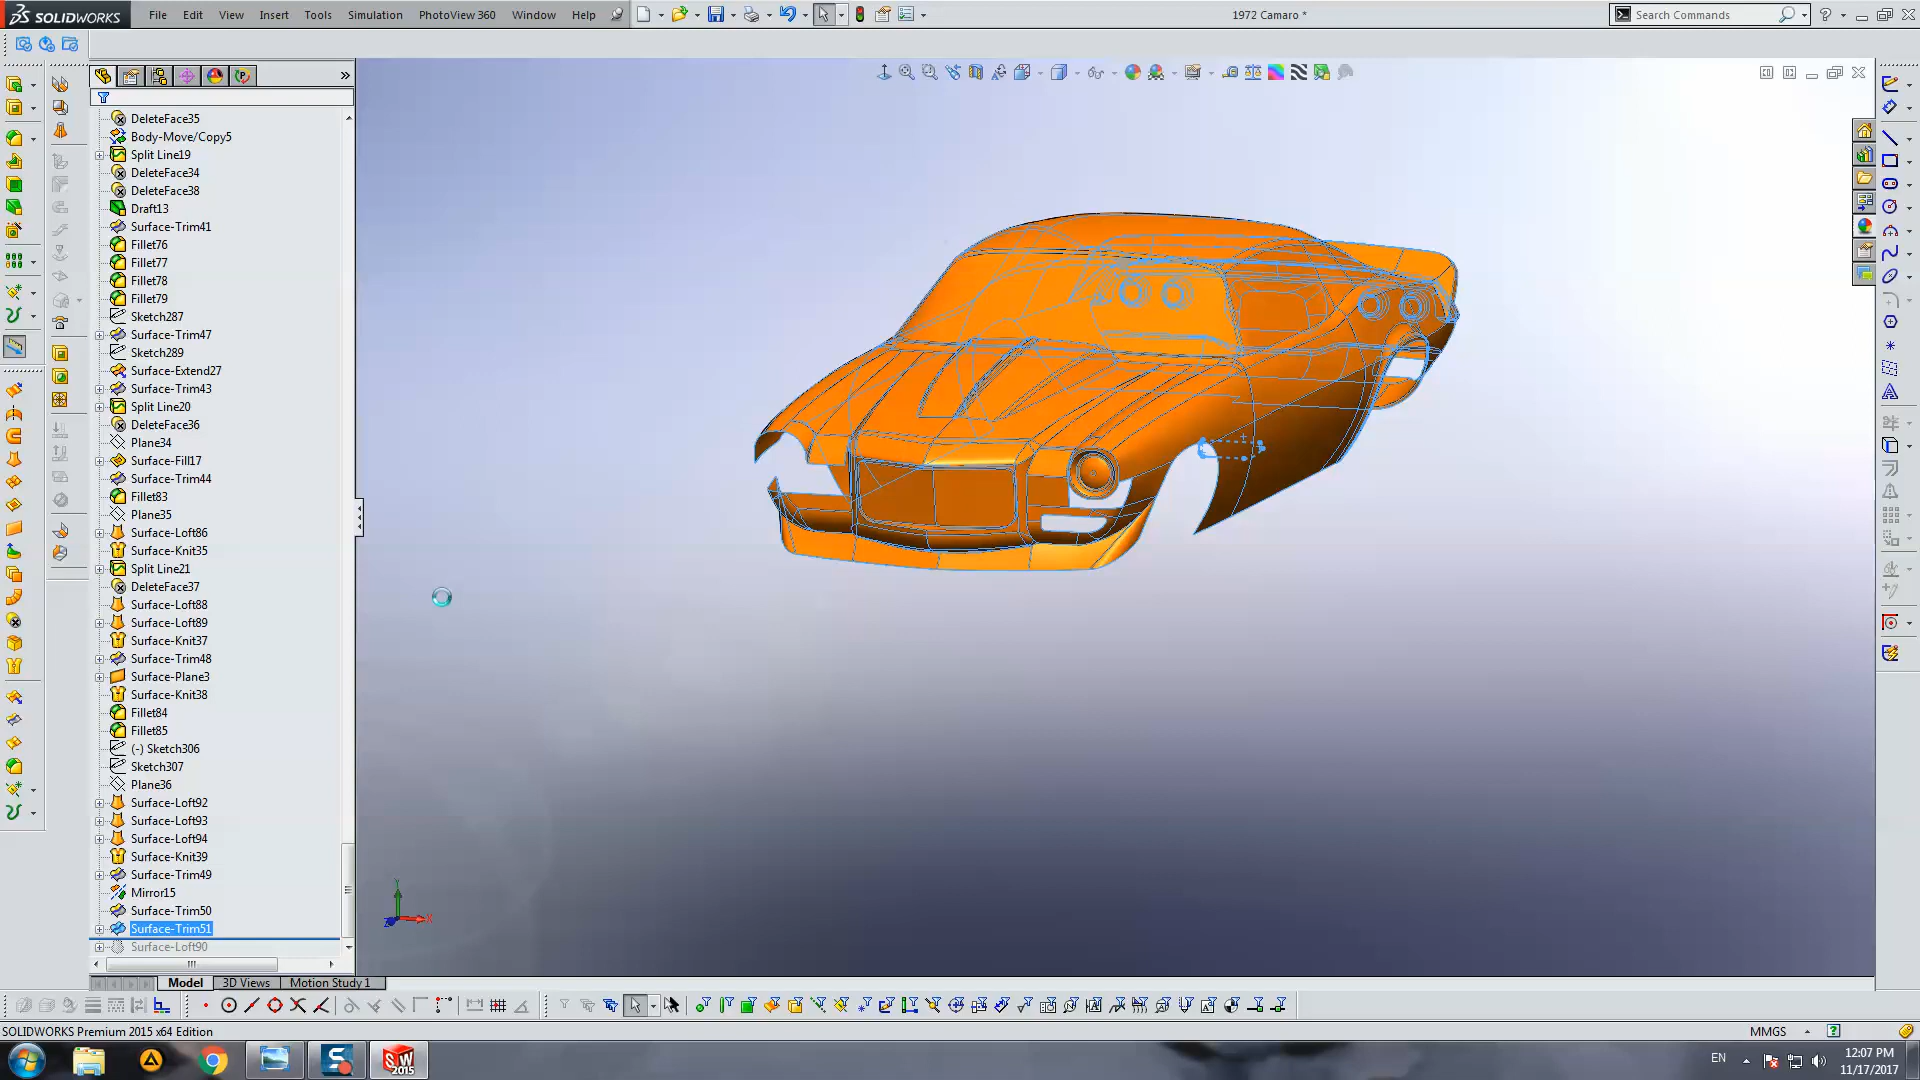 SOLIDWORKS
File Edit View Insert Tools Simulation PhotoView 360 Window Help
1972 Camaro *
Search Commands
DeleteFace35
Body-Move/Copy5
Split Line19
DeleteFace34
DeleteFace38
Draft13
Surface-Trim41
Fillet76
Fillet77
Fillet78
Fillet79
Sketch287
Surface-Trim47
Sketch289
Surface-Extend27
Surface-Trim43
Split Line20
DeleteFace36
Plane34
Surface-Fill17
Surface-Trim44
Fillet83
Plane35
Surface-Loft86
Surface-Knit35
Split Line21
DeleteFace37
Surface-Loft88
Surface-Loft89
Surface-Knit37
Surface-Trim48
Surface-Plane3
Surface-Knit38
Fillet84
Fillet85
(-) Sketch306
Sketch307
Plane36
Surface-Loft92
Surface-Loft93
Surface-Loft94
Surface-Knit39
Surface-Trim49
Mirror15
Surface-Trim50
Surface-Trim51
Surface-Loft90
Model 3D Views Motion Study 1
SOLIDWORKS Premium 2015 x64 Edition
MMGS
EN
12:07 PM
11/17/2017